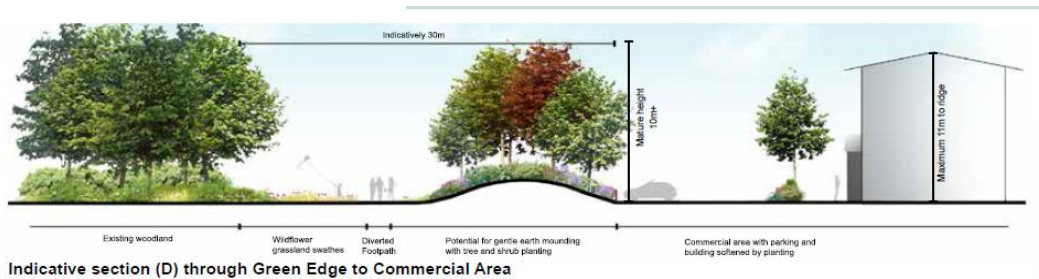 Indicatively 30m
Mature height
10m+
Maximum 11m to ridge
Existing woodland
Wildflower
grassland swathes
Diverted
Footpath
Potential for gentle earth mounding
with tree and shrub planting
Commercial area with parking and
building softened by planting
Indicative section (D) through Green Edge to Commercial Area